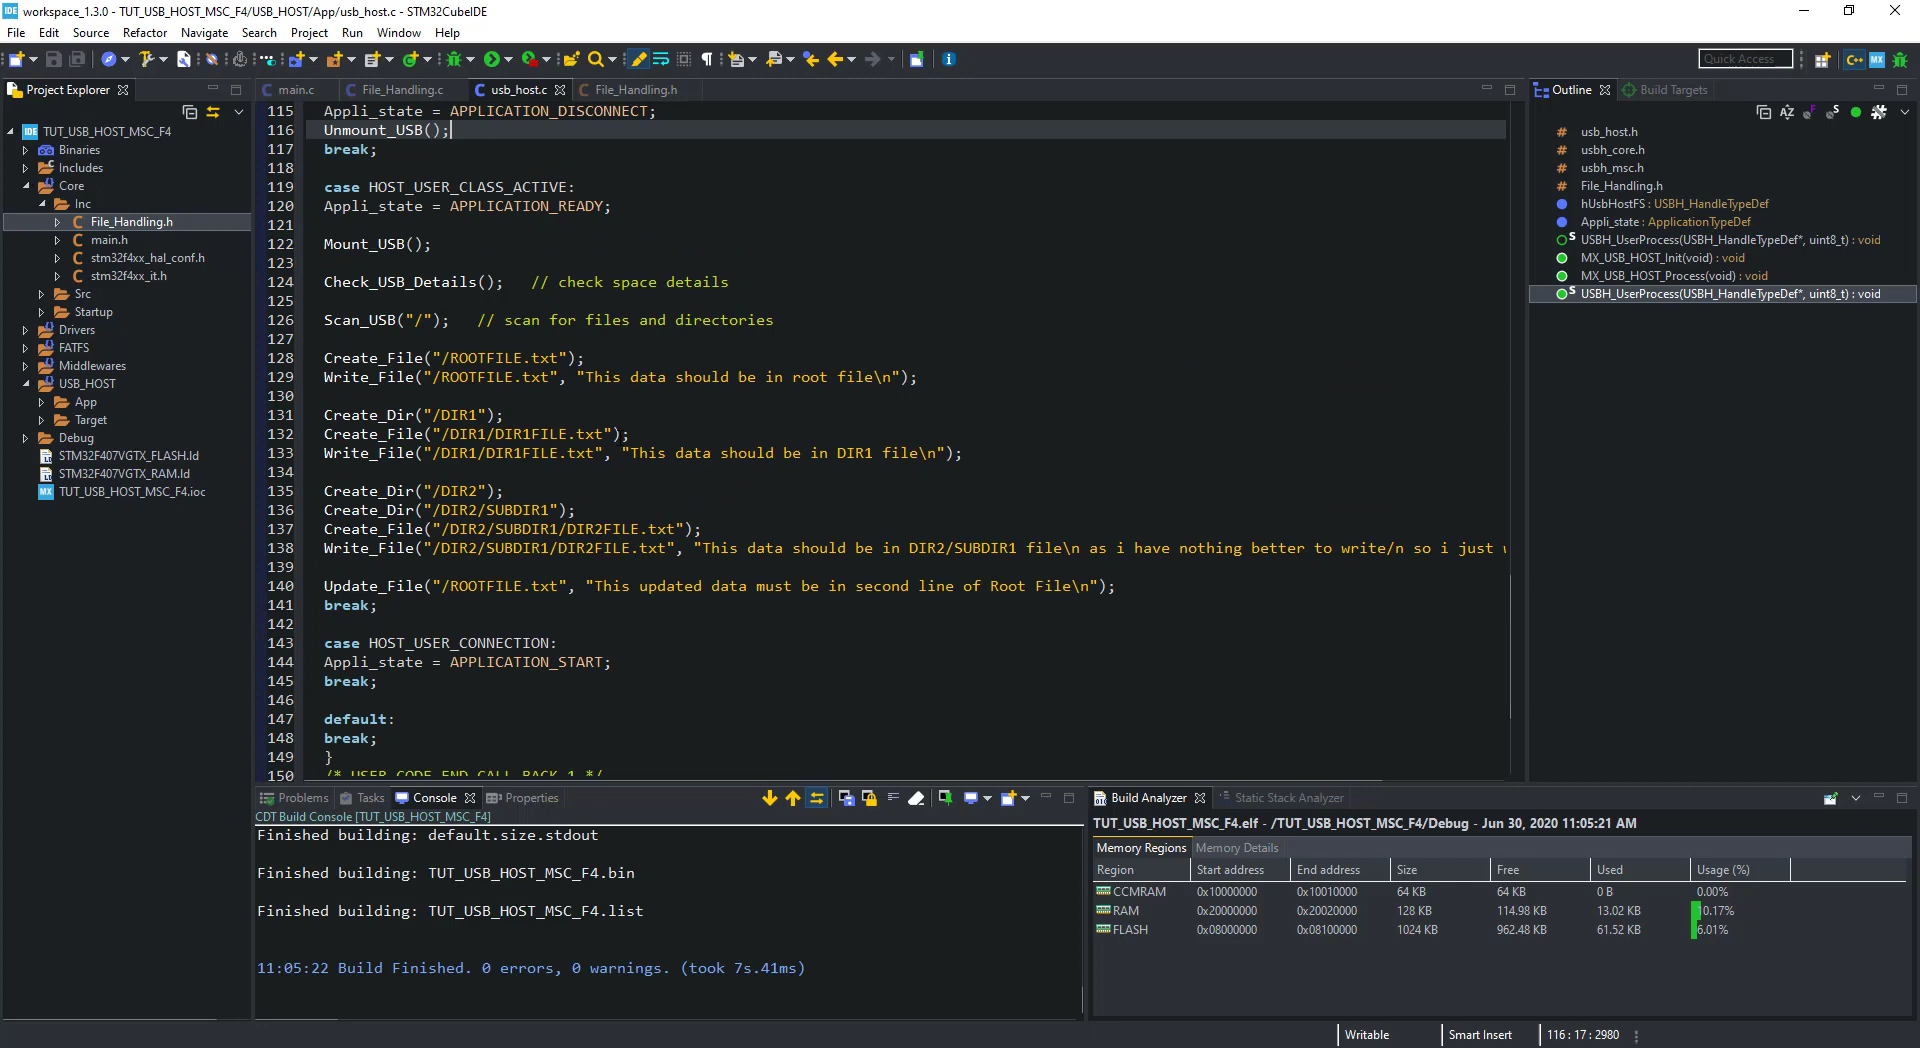 IDE workspace_1.3.0 - TUT_USB_HOST_MSC_F4/USB_HOST/App/usb_host.c - STM32CubeIDE
File Edit Source Refactor Navigate Search Project Run Window Help
Quick Access
Project Explorer
TUT_USB_HOST_MSC_F4
Binaries
Includes
Core
Inc
File_Handling.h
main.h
stm32f4xx_hal_conf.h
stm32f4xx_it.h
Src
Startup
Drivers
FATFS
Middlewares
USB_HOST
App
Target
Debug
STM32F407VGTX_FLASH.ld
STM32F407VGTX_RAM.ld
MX TUT_USB_HOST_MSC_F4.ioc
main.c File_Handling.c usb_host.c File_Handling.h
115 Appli_state = APPLICATION_DISCONNECT;
116 Unmount_USB();
117 break;
118
119 case HOST_USER_CLASS_ACTIVE:
120 Appli_state = APPLICATION_READY;
121
122 Mount_USB();
123
124 Check_USB_Details();   // check space details
125
126 Scan_USB("/");   // scan for files and directories
127
128 Create_File("/ROOTFILE.txt");
129 Write_File("/ROOTFILE.txt", "This data should be in root file\n");
130
131 Create_Dir("/DIR1");
132 Create_File("/DIR1/DIR1FILE.txt");
133 Write_File("/DIR1/DIR1FILE.txt", "This data should be in DIR1 file\n");
134
135 Create_Dir("/DIR2");
136 Create_Dir("/DIR2/SUBDIR1");
137 Create_File("/DIR2/SUBDIR1/DIR2FILE.txt");
138 Write_File("/DIR2/SUBDIR1/DIR2FILE.txt", "This data should be in DIR2/SUBDIR1 file\n as i have nothing better to write/n so i just
139
140 Update_File("/ROOTFILE.txt", "This updated data must be in second line of Root File\n");
141 break;
142
143 case HOST_USER_CONNECTION:
144 Appli_state = APPLICATION_START;
145 break;
146
147 default:
148 break;
149 }
150 /* USER CODE END CALL_BACK_1 */
Outline Build Targets
usb_host.h
usbh_core.h
usbh_msc.h
File_Handling.h
hUsbHostFS : USBH_HandleTypeDef
Appli_state : ApplicationTypeDef
USBH_UserProcess(USBH_HandleTypeDef*, uint8_t) : void
MX_USB_HOST_Init(void) : void
MX_USB_HOST_Process(void) : void
USBH_UserProcess(USBH_HandleTypeDef*, uint8_t) : void
Problems Tasks Console Properties
CDT Build Console [TUT_USB_HOST_MSC_F4]
Finished building: default.size.stdout
Finished building: TUT_USB_HOST_MSC_F4.bin
Finished building: TUT_USB_HOST_MSC_F4.list
11:05:22 Build Finished. 0 errors, 0 warnings. (took 7s.41ms)
Build Analyzer Static Stack Analyzer
TUT_USB_HOST_MSC_F4.elf - /TUT_USB_HOST_MSC_F4/Debug - Jun 30, 2020 11:05:21 AM
Memory Regions Memory Details
Region Start address End address Size Free Used Usage (%)
CCMRAM 0x10000000 0x10010000 64 KB 64 KB 0 B 0.00%
RAM 0x20000000 0x20020000 128 KB 114.98 KB 13.02 KB 10.17%
FLASH 0x08000000 0x08100000 1024 KB 962.48 KB 61.52 KB 6.01%
Writable Smart Insert 116 : 17 : 2980